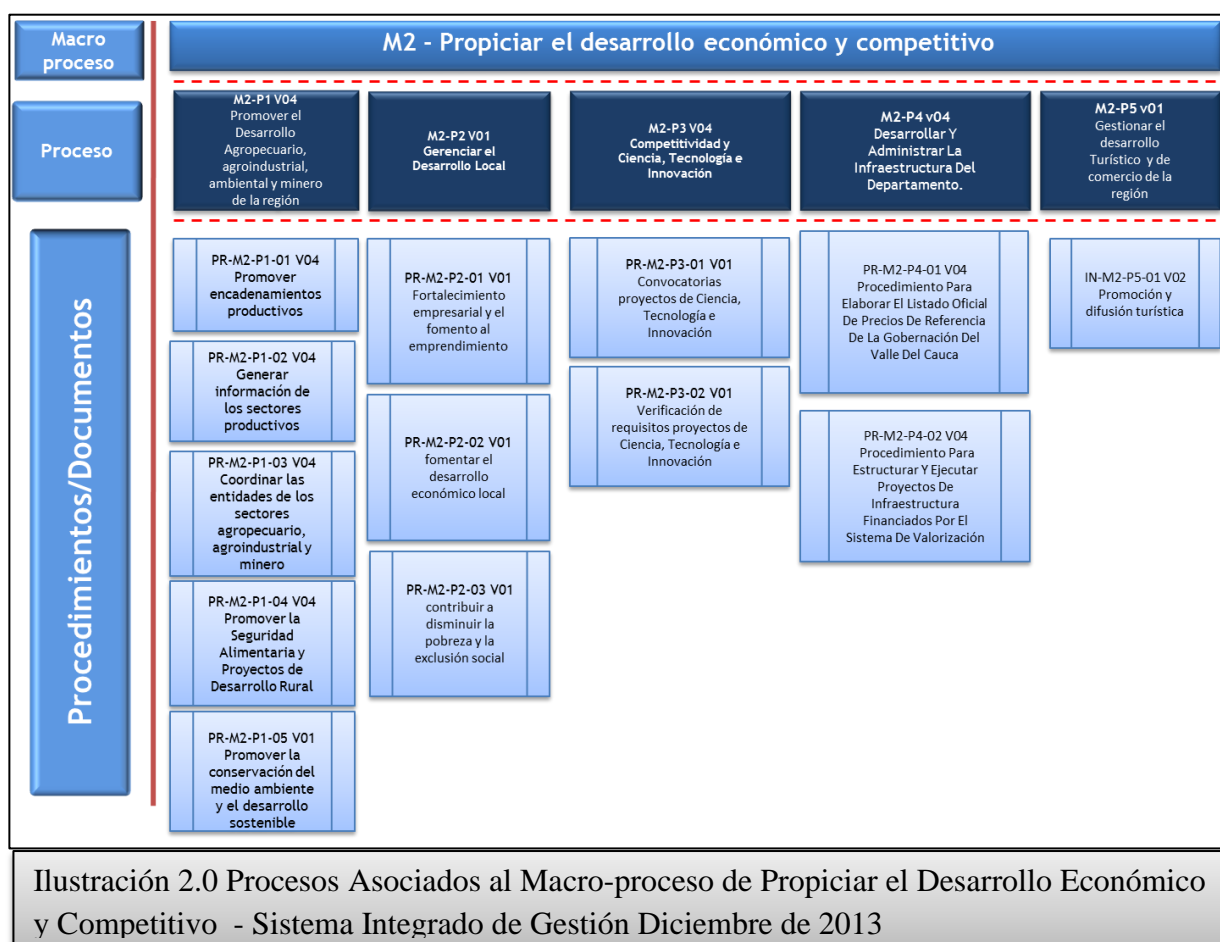 Macro
proceso
M2 - Propiciar el desarrollo económico y competitivo
Proceso
M2-P1 V04
Promover el
Desarrollo
Agropecuario,
agroindustrial,
ambiental y minero
de la región
M2-P2 V01
Gerenciar el
Desarrollo Local
M2-P3 V04
Competitividad y
Ciencia, Tecnología e
Innovación
M2-P4 v04
Desarrollar Y
Administrar La
Infraestructura Del
Departamento.
M2-P5 v01
Gestionar el
desarrollo
Turístico y de
comercio de la
región
Procedimientos/Documentos
PR-M2-P1-01 V04
Promover
encadenamientos
productivos
PR-M2-P1-02 V04
Generar
información de
los sectores
productivos
PR-M2-P1-03 V04
Coordinar las
entidades de los
sectores
agropecuario,
agroindustrial y
minero
PR-M2-P1-04 V04
Promover la
Seguridad
Alimentaria y
Proyectos de
Desarrollo Rural
PR-M2-P1-05 V01
Promover la
conservación del
medio ambiente
y el desarrollo
sostenible
PR-M2-P2-01 V01
Fortalecimiento
empresarial y el
fomento al
emprendimiento
PR-M2-P2-02 V01
fomentar el
desarrollo
económico local
PR-M2-P2-03 V01
contribuir a
disminuir la
pobreza y la
exclusión social
PR-M2-P3-01 V01
Convocatorias
proyectos de Ciencia,
Tecnología e
Innovación
PR-M2-P3-02 V01
Verificación de
requisitos proyectos de
Ciencia, Tecnología e
Innovación
PR-M2-P4-01 V04
Procedimiento Para
Elaborar El Listado Oficial
De Precios De Referencia
De La Gobernación Del
Valle Del Cauca
PR-M2-P4-02 V04
Procedimiento Para
Estructurar Y Ejecutar
Proyectos De
Infraestructura
Financiados Por El
Sistema De Valorización
IN-M2-P5-01 V02
Promoción y
difusión turística
Ilustración 2.0 Procesos Asociados al Macro-proceso de Propiciar el Desarrollo Económico
y Competitivo - Sistema Integrado de Gestión Diciembre de 2013